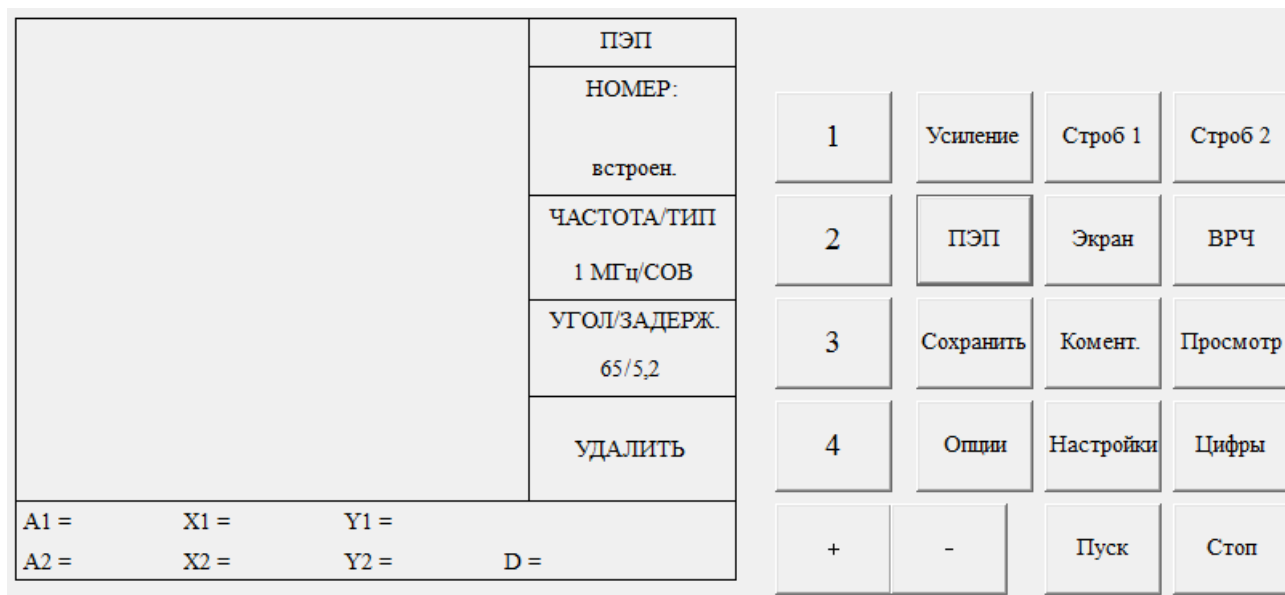 ПЭП
НОМЕР:
встроен.
ЧАСТОТА/ТИП
1 МГц/СОВ
УГОЛ/ЗАДЕРЖ.
65/5,2
УДАЛИТЬ
A1 = X1 = Y1 =
A2 = X2 = Y2 = D =
1 Усиление Строб 1 Строб 2
2 ПЭП Экран ВРЧ
3 Сохранить Комент. Просмотр
4 Опции Настройки Цифры
+ - Пуск Стоп